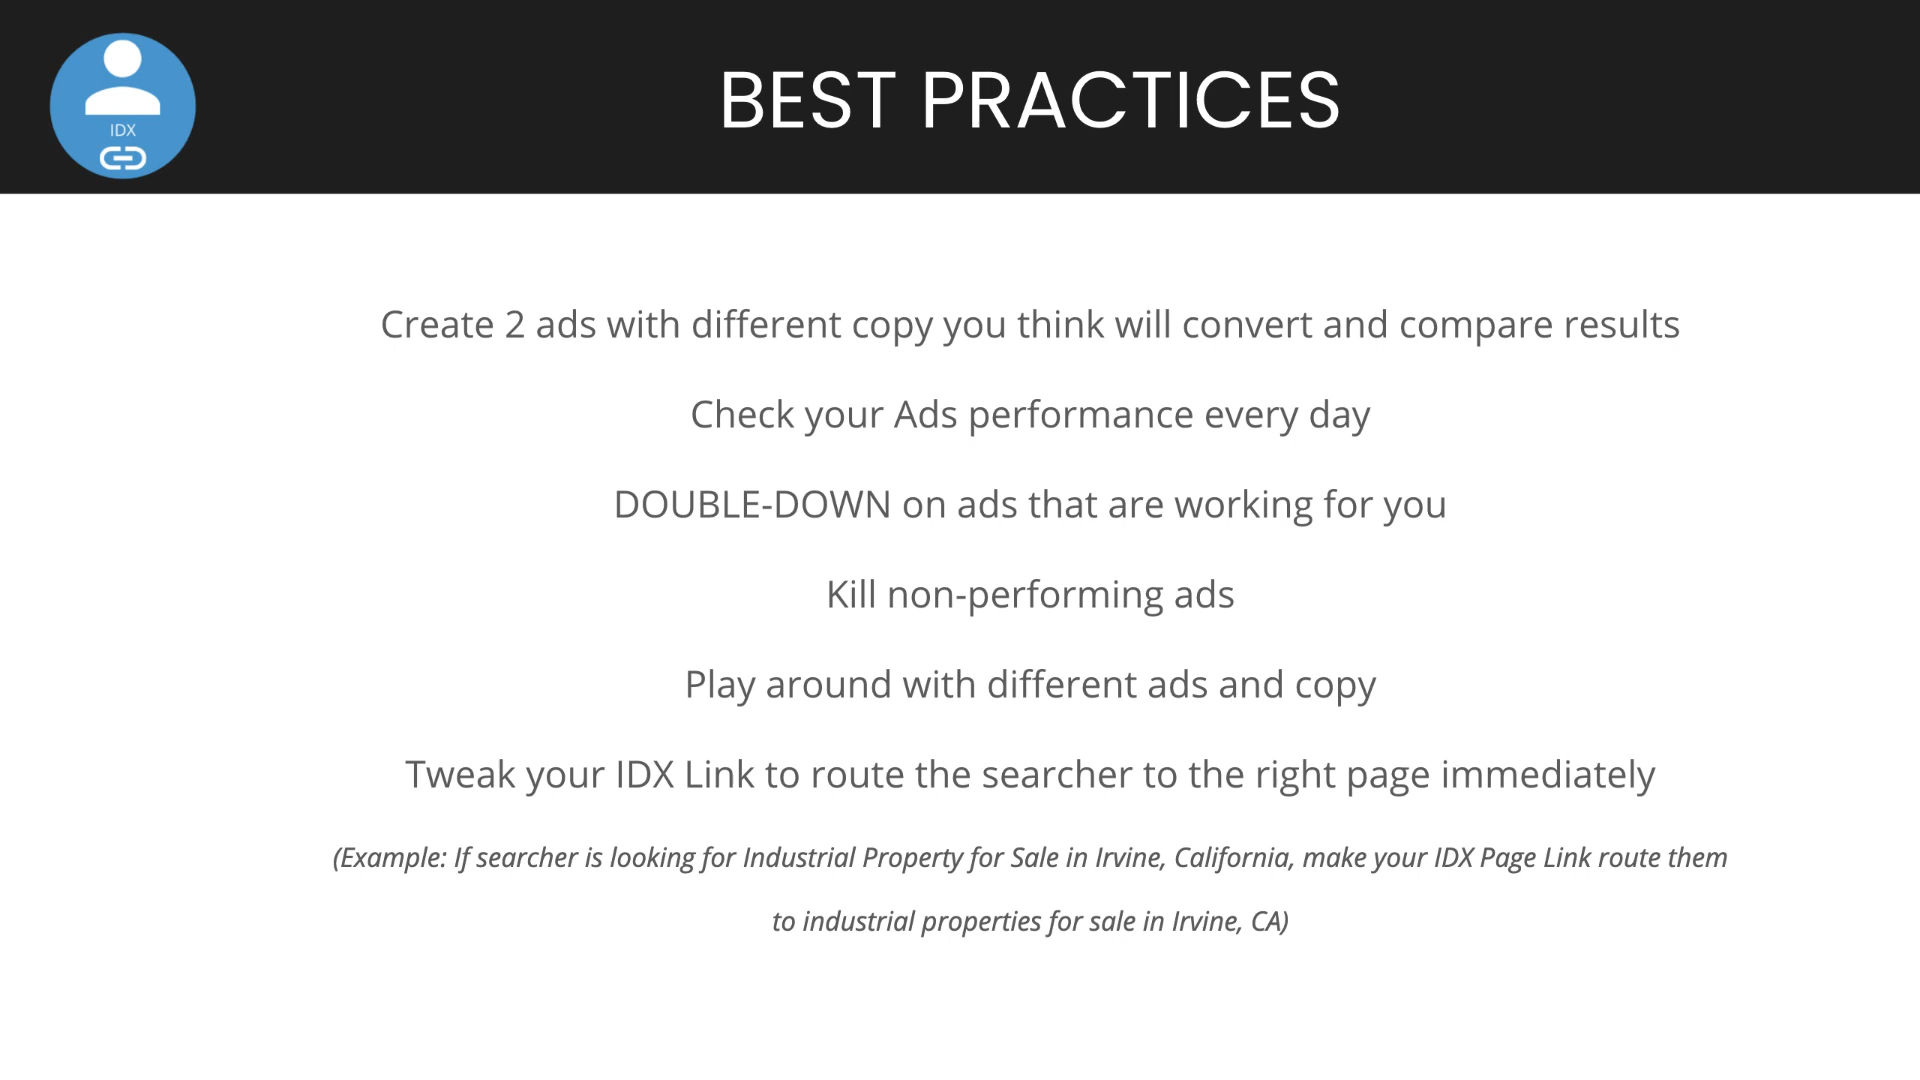 IDX
BEST PRACTICES
Create 2 ads with different copy you think will convert and compare results
Check your Ads performance every day
DOUBLE-DOWN on ads that are working for you
Kill non-performing ads
Play around with different ads and copy
Tweak your IDX Link to route the searcher to the right page immediately
(Example: If searcher is looking for Industrial Property for Sale in Irvine, California, make your IDX Page Link route them
to industrial properties for sale in Irvine, CA)